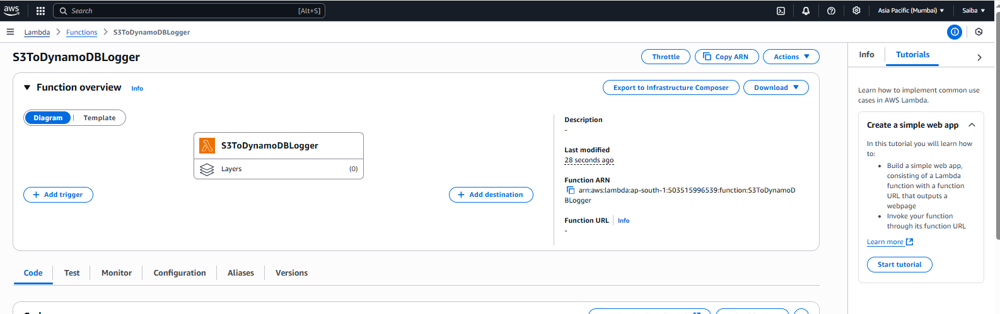 aws
Search
[Alt+S]
Asia Pacific (Mumbai)
Saiba
Lambda
Functions
S3ToDynamoDBLogger
S3ToDynamoDBLogger
Throttle
Copy ARN
Actions
Function overview
Info
Export to Infrastructure Composer
Download
Diagram
Template
S3ToDynamoDBLogger
Layers
(0)
+ Add trigger
+ Add destination
Description
-
Last modified
28 seconds ago
Function ARN
arn:aws:lambda:ap-south-1:503515996539:function:S3ToDynamoD
BLogger
Function URL
Info
-
Code
Test
Monitor
Configuration
Aliases
Versions
Info
Tutorials
Learn how to implement common use
cases in AWS Lambda.
Create a simple web app
In this tutorial you will learn how
to:
• Build a simple web app,
consisting of a Lambda
function with a function
URL that outputs a
webpage
• Invoke your function
through its function URL
Learn more
Start tutorial